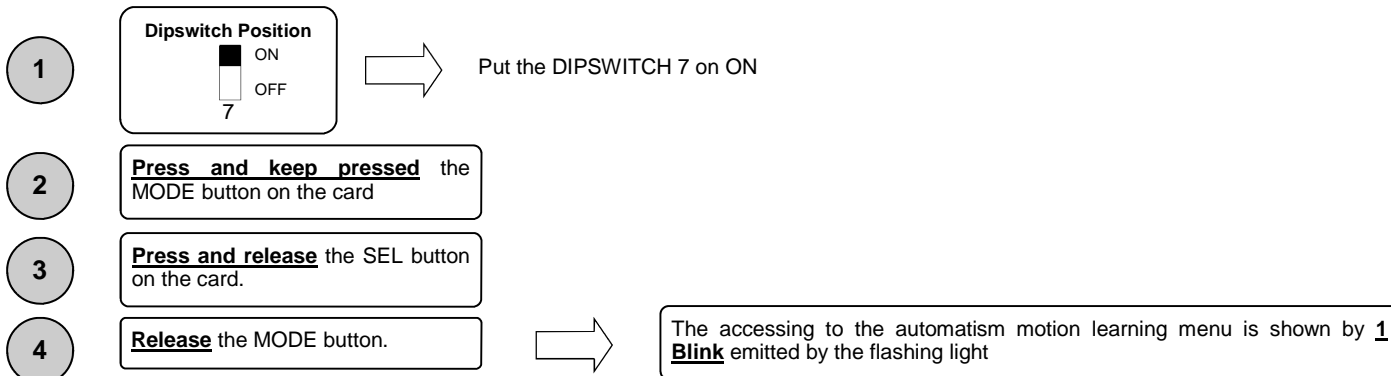 1
Dipswitch Position
ON
OFF
7
Put the DIPSWITCH 7 on ON
2
Press and keep pressed the
MODE button on the card
3
Press and release the SEL button
on the card.
4
Release the MODE button.
The accessing to the automatism motion learning menu is shown by 1
Blink emitted by the flashing light